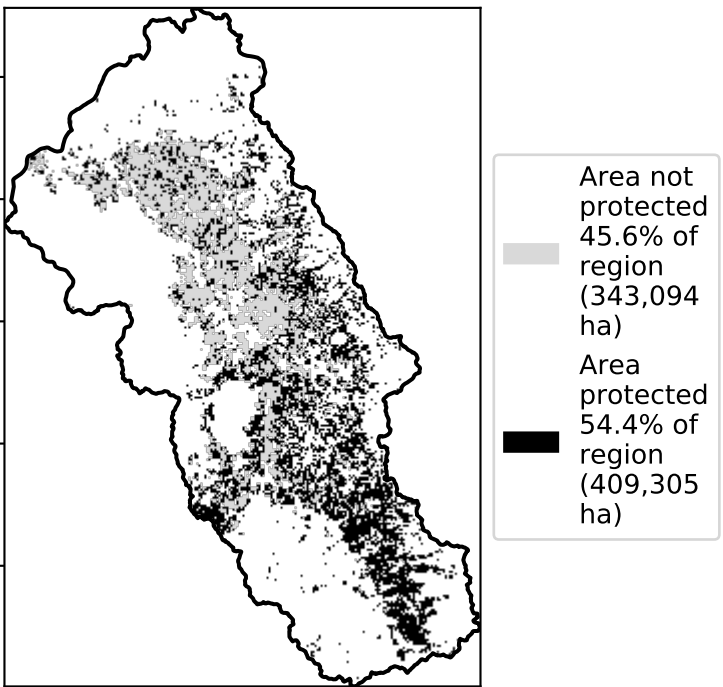 Area not
protected
45.6% of
region
(343,094
ha)
Area
protected
54.4% of
region
(409,305
ha)